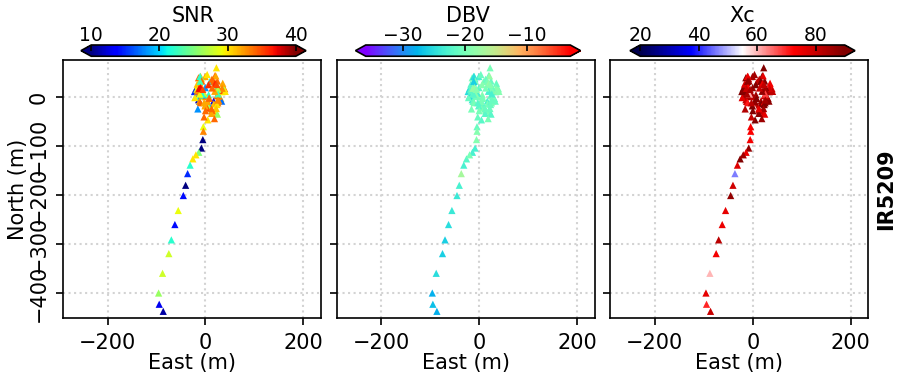 SNR DBV Xc
10 20 30 40 −30 −20 −10 20 40 60 80
North (m)
0
−100
−200
−300
−400
−200 0 200 −200 0 200 −200 0 200
East (m) East (m) East (m)
IR5209